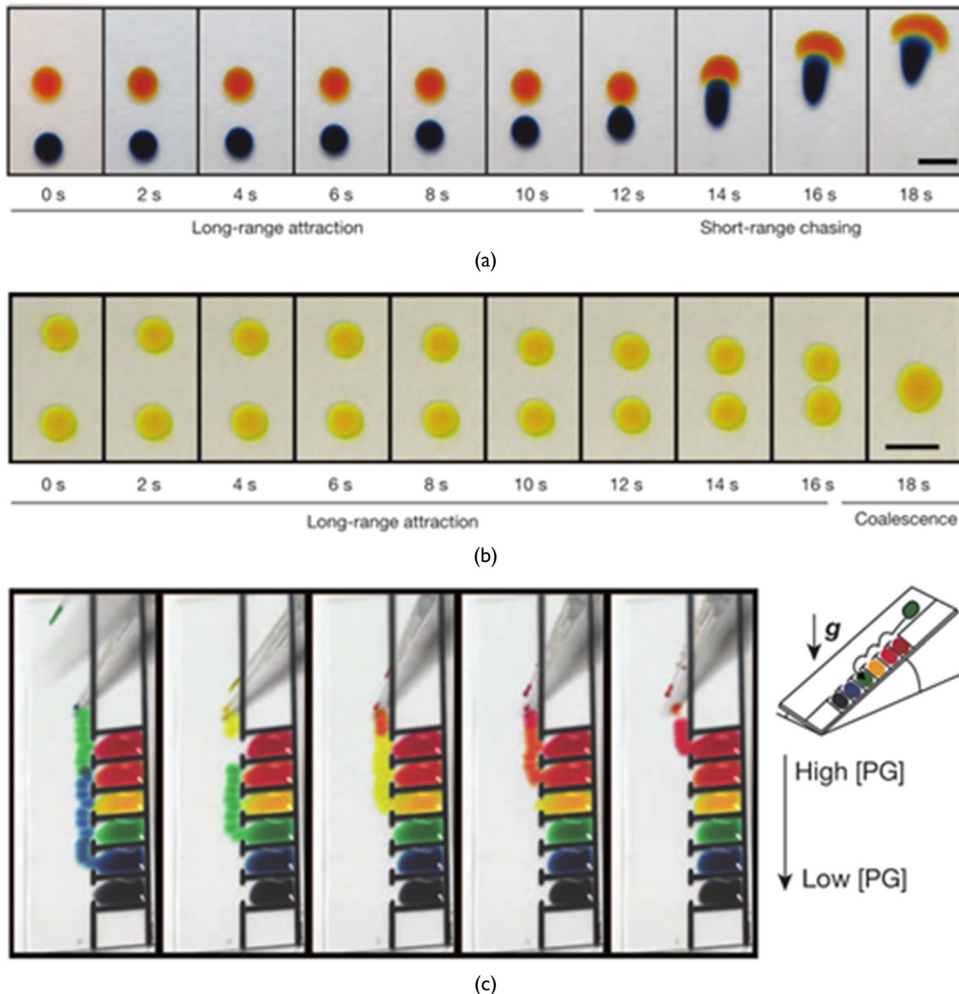 0 s 2 s 4 s 6 s 8 s 10 s 12 s 14 s 16 s 18 s
Long-range attraction Short-range chasing
(a)
0 s 2 s 4 s 6 s 8 s 10 s 12 s 14 s 16 s 18 s
Long-range attraction Coalescence
(b)
g
High [PG]
Low [PG]
(c)